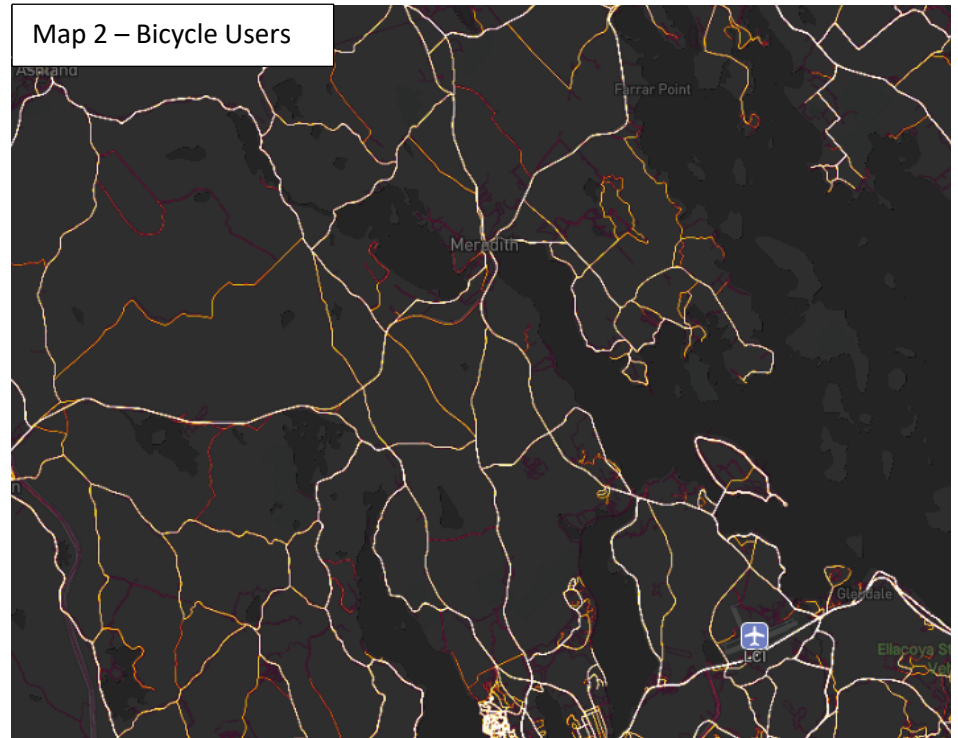 Map 2 – Bicycle Users
Ashland
Farrar Point
Meredith
Glendale
LCI
Ellacoya St